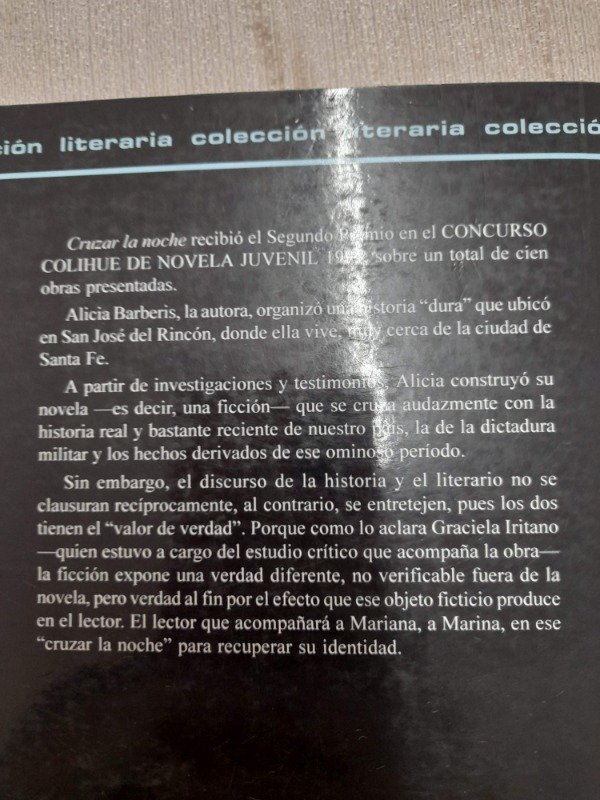 ción literaria colección literaria colecció
Cruzar la noche recibió el Segundo Premio en el CONCURSO
COLIHUE DE NOVELA JUVENIL sobre un total de cien
obras presentadas.
Alicia Barberis, la autora, organizó una historia “dura” que ubicó
en San José del Rincón, donde ella vive, muy cerca de la ciudad de
Santa Fe.
A partir de investigaciones y testimonios, Alicia construyó su
novela —es decir, una ficción— que se cruza audazmente con la
historia real y bastante reciente de nuestro país, la de la dictadura
militar y los hechos derivados de ese ominoso período.
Sin embargo, el discurso de la historia y el literario no se
clausuran recíprocamente, al contrario, se entretejen, pues los dos
tienen el “valor de verdad”. Porque como lo aclara Graciela Iritano
—quien estuvo a cargo del estudio crítico que acompaña la obra—
la ficción expone una verdad diferente, no verificable fuera de la
novela, pero verdad al fin por el efecto que ese objeto ficticio produce
en el lector. El lector que acompañará a Mariana, a Marina, en ese
“cruzar la noche” para recuperar su identidad.